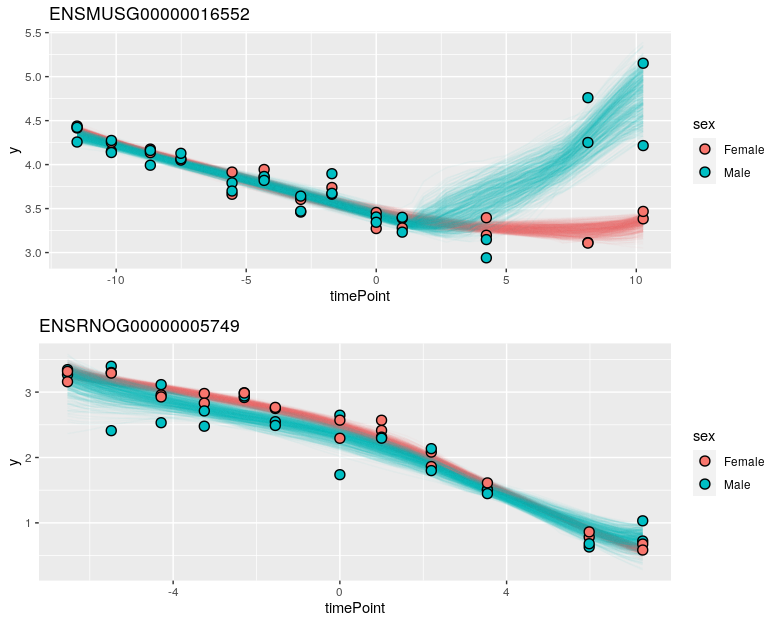 ENSMUSG00000016552
5.5
5.0
4.5
4.0
3.5
3.0
y
-10 -5 0 5 10
timePoint
sex
Female
Male
ENSRNOG00000005749
3
2
1
y
-4 0 4
timePoint
sex
Female
Male